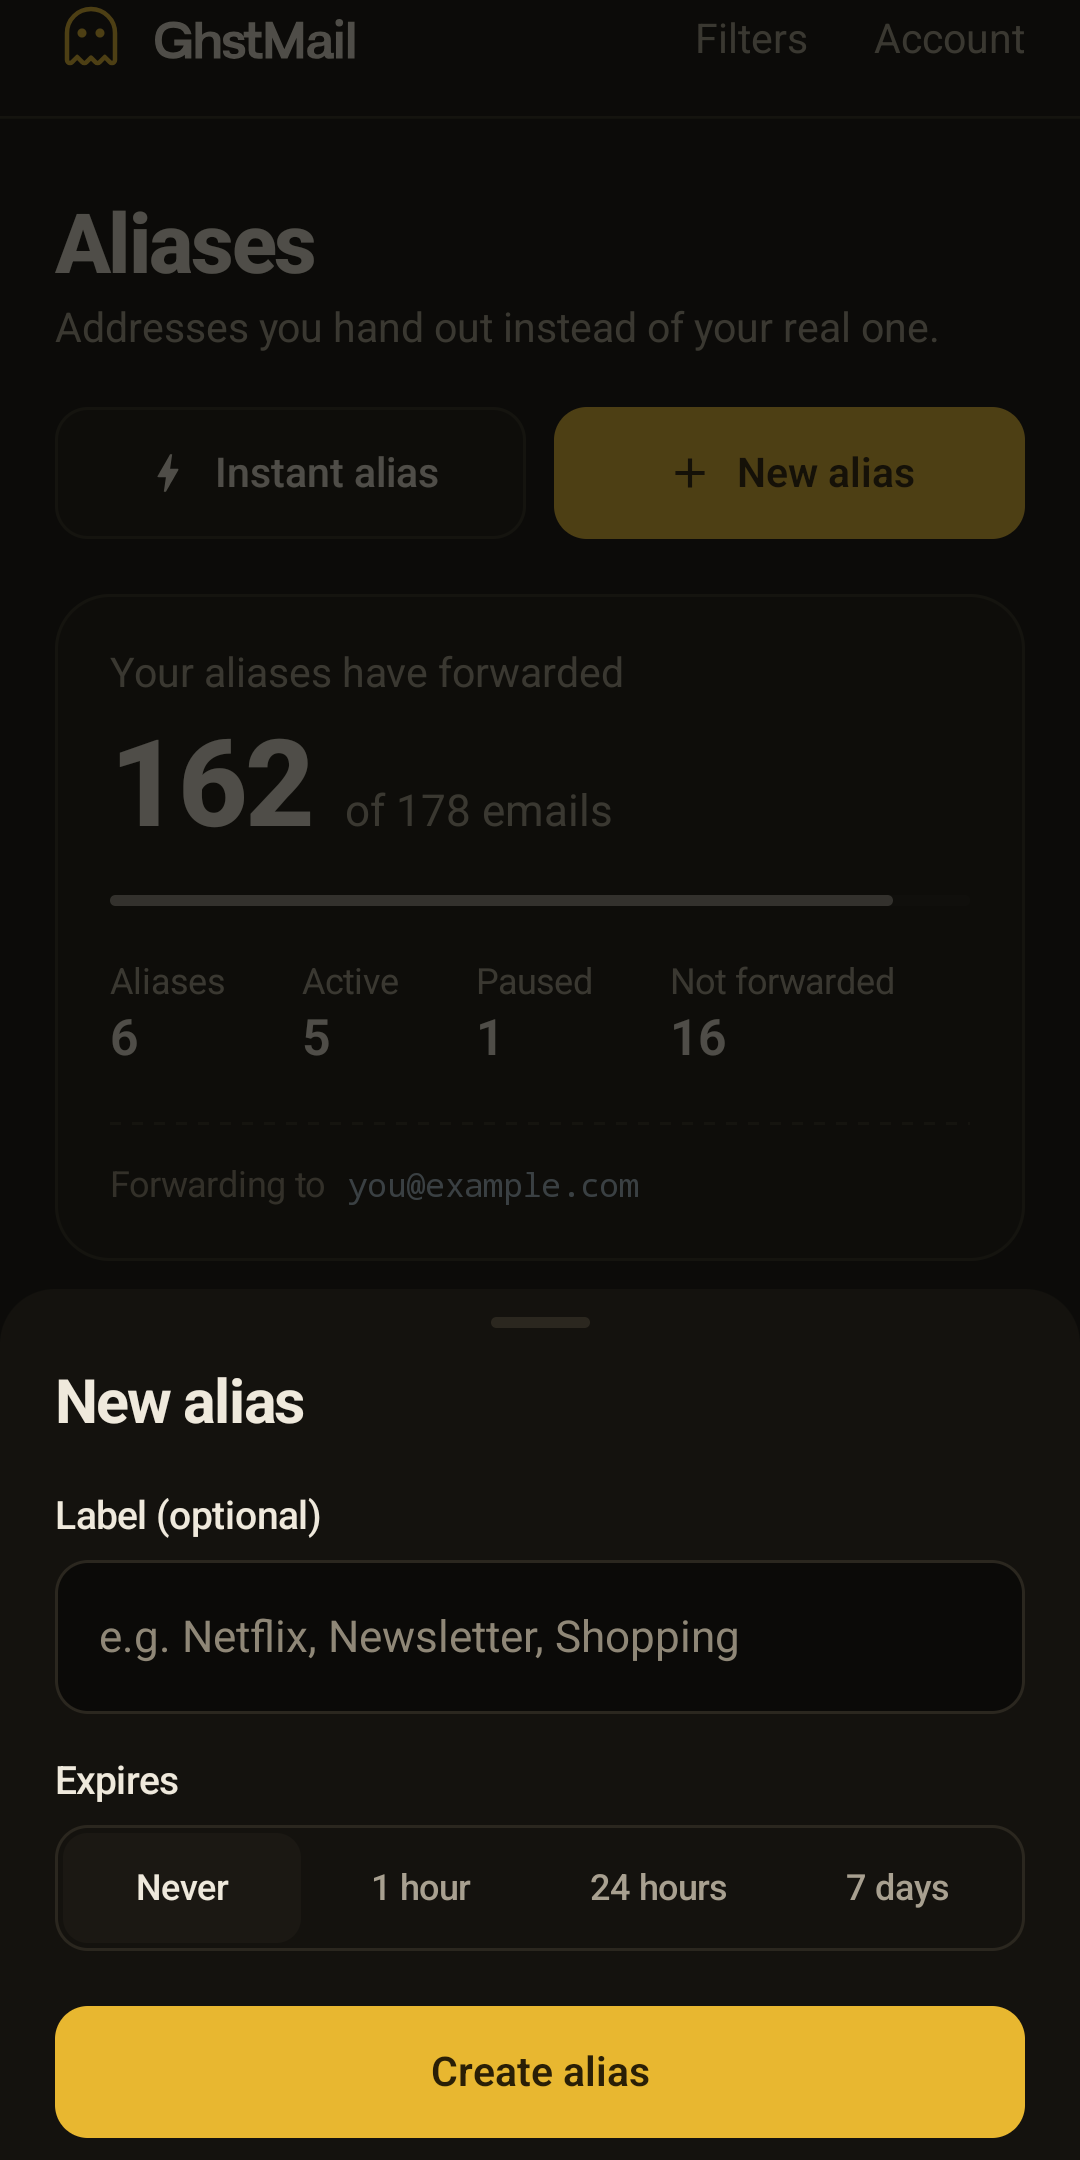 GhstMail
Filters
Account
Aliases
Addresses you hand out instead of your real one.
Instant alias
New alias
Your aliases have forwarded
162 of 178 emails
Aliases
Active
Paused
Not forwarded
6
5
1
16
Forwarding to you@example.com
New alias
Label (optional)
e.g. Netflix, Newsletter, Shopping
Expires
Never
1 hour
24 hours
7 days
Create alias